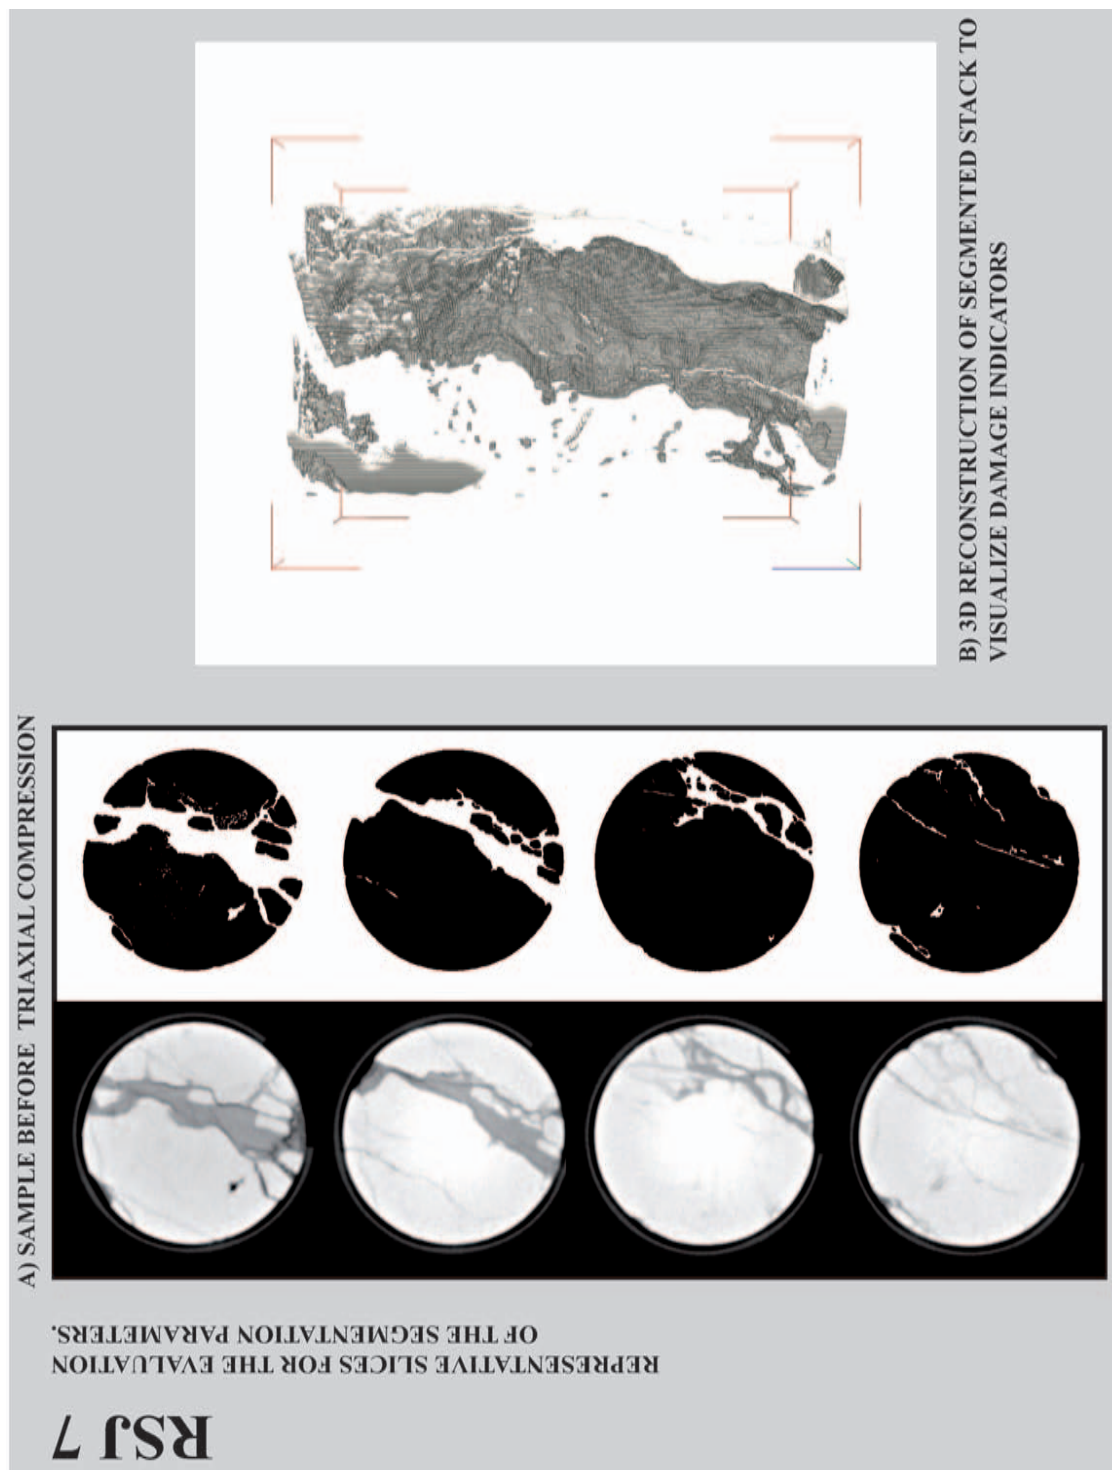 RSJ 7
REPRESENTATIVE SLICES FOR THE EVALUATION
OF THE SEGMENTATION PARAMETERS.
A) SAMPLE BEFORE TRIAXIAL COMPRESSION
B) 3D RECONSTRUCTION OF SEGMENTED STACK TO
VISUALIZE DAMAGE INDICATORS